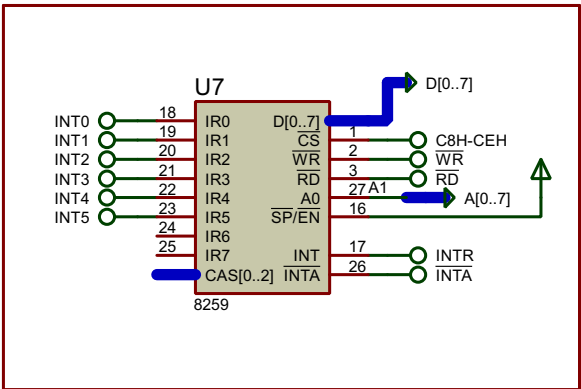 U7
D[0..7]
INT0 18 IR0 D[0..7]
INT1 19 IR1 CS 1 C8H-CEH
INT2 20 IR2 WR 2 WR
INT3 21 IR3 RD 3 RD
INT4 22 IR4 A0 27 A1 A[0..7]
INT5 23 IR5 SP/EN 16
24 IR6
25 IR7 INT 17 INTR
CAS[0..2] INTA 26 INTA
8259